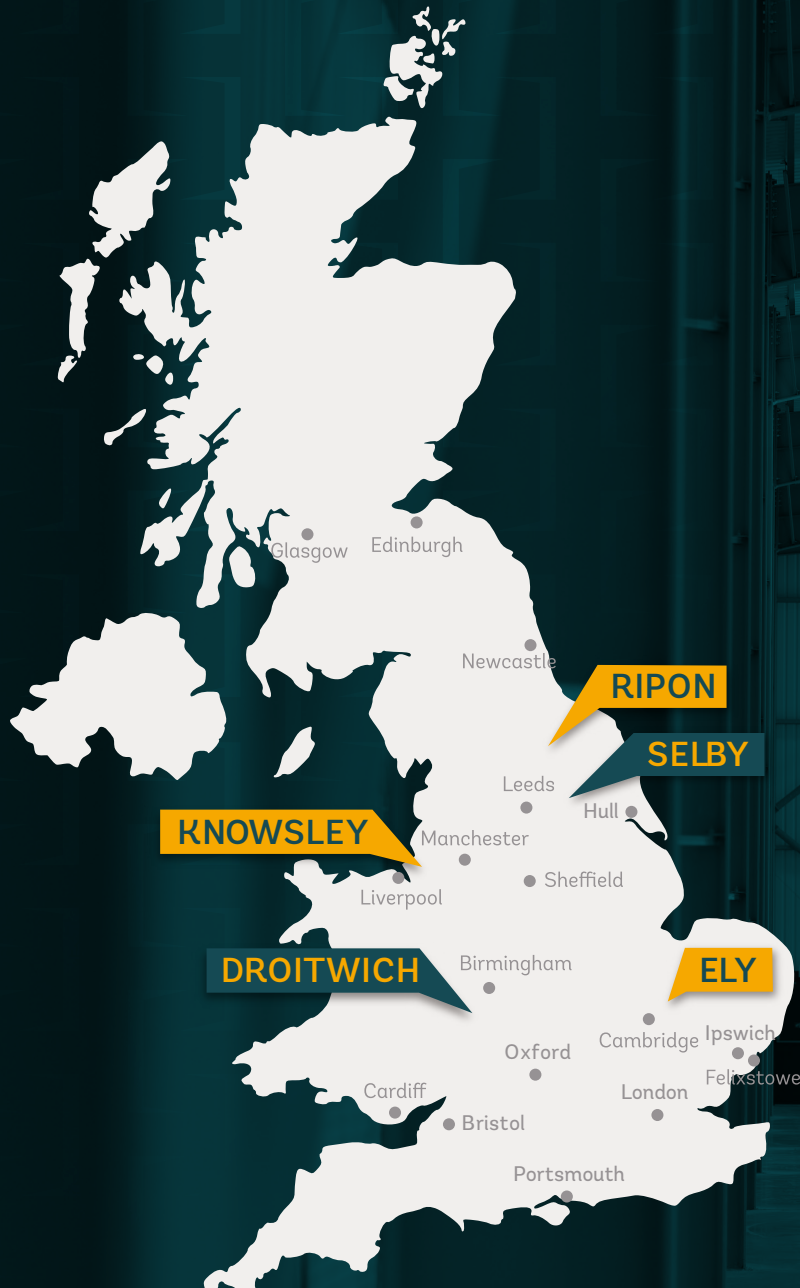 Glasgow
Edinburgh
Newcastle
RIPON
SELBY
Leeds
Hull
KNOWSLEY
Manchester
Sheffield
Liverpool
DROITWICH
Birmingham
ELY
Cambridge
Ipswich
Oxford
Felixstowe
Cardiff
London
Bristol
Portsmouth